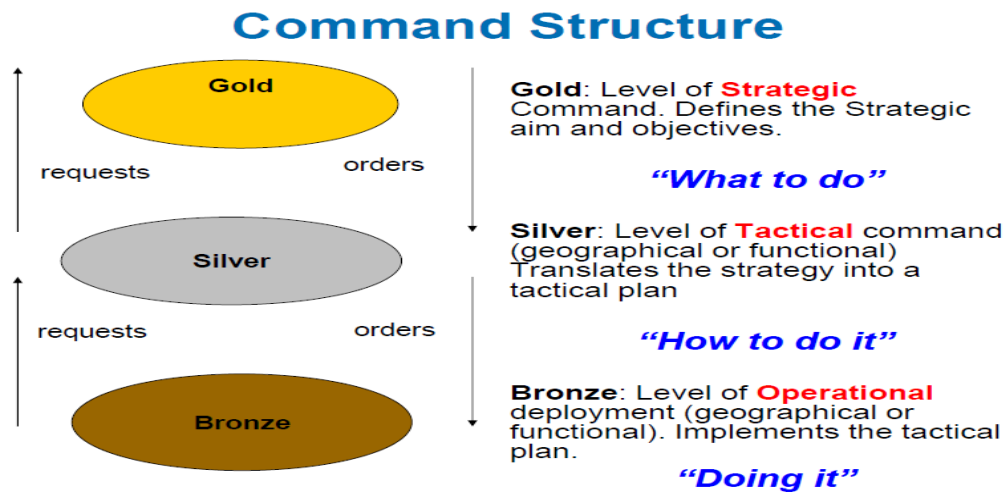 Command Structure
Gold
requests
orders
Silver
requests
orders
Bronze
Gold: Level of Strategic
Command. Defines the Strategic
aim and objectives.
“What to do”
Silver: Level of Tactical command
(geographical or functional)
Translates the strategy into a
tactical plan
“How to do it”
Bronze: Level of Operational
deployment (geographical or
functional). Implements the tactical
plan.
“Doing it”